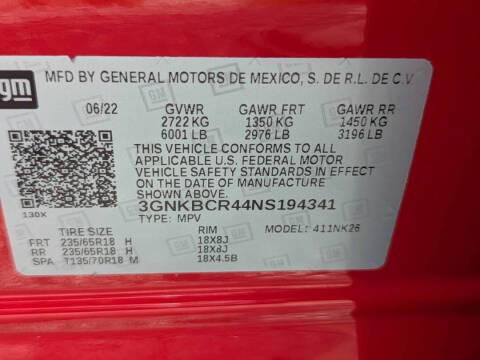 gm
MFD BY GENERAL MOTORS DE MEXICO, S. DE R.L. DE C.V
06/22 GVWR GAWR FRT GAWR RR
2722 KG 1350 KG 1450 KG
6001 LB 2976 LB 3196 LB
THIS VEHICLE CONFORMS TO ALL
APPLICABLE U.S. FEDERAL MOTOR
VEHICLE SAFETY STANDARDS IN EFFECT
ON THE DATE OF MANUFACTURE
SHOWN ABOVE.
130X
3GNKBCR44NS194341
TYPE: MPV MODEL: 411NK26
TIRE SIZE RIM
FRT 235/65R18 H 18X8J
RR 235/65R18 H 18X8J
SPA T135/70R18 M 18X4.5B